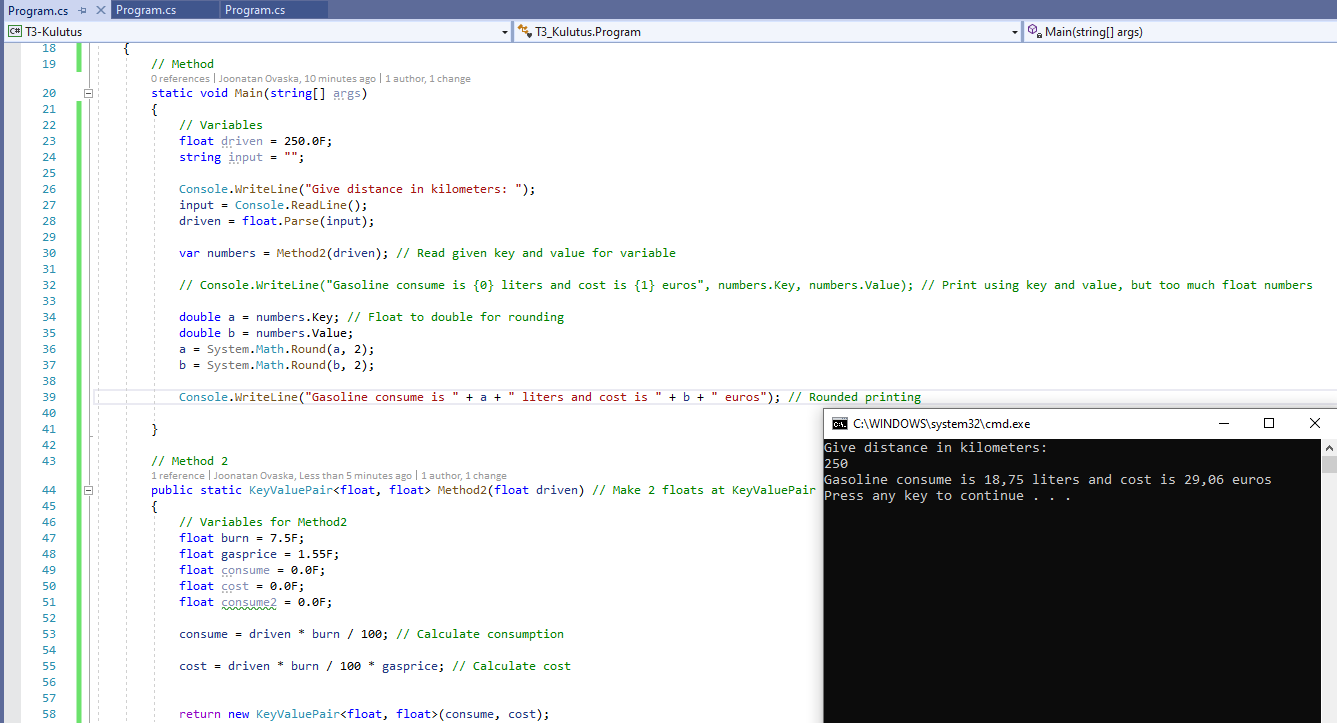 Program.cs Program.cs Program.cs
C# T3-Kulutus T3_Kulutus.Program Main(string[] args)
18 {
19 // Method
0 references | Joonatan Ovaska, 10 minutes ago | 1 author, 1 change
20 static void Main(string[] args)
21 {
22 // Variables
23 float driven = 250.0F;
24 string input = "";
25
26 Console.WriteLine("Give distance in kilometers: ");
27 input = Console.ReadLine();
28 driven = float.Parse(input);
29
30 var numbers = Method2(driven); // Read given key and value for variable
31
32 // Console.WriteLine("Gasoline consume is {0} liters and cost is {1} euros", numbers.Key, numbers.Value); // Print using key and value, but too much float numbers
33
34 double a = numbers.Key; // Float to double for rounding
35 double b = numbers.Value;
36 a = System.Math.Round(a, 2);
37 b = System.Math.Round(b, 2);
38
39 Console.WriteLine("Gasoline consume is " + a + " liters and cost is " + b + " euros"); // Rounded printing
40
41 }
42
43 // Method 2
1 reference | Joonatan Ovaska, Less than 5 minutes ago | 1 author, 1 change
44 public static KeyValuePair<float, float> Method2(float driven) // Make 2 floats at KeyValuePair
45 {
46 // Variables for Method2
47 float burn = 7.5F;
48 float gasprice = 1.55F;
49 float consume = 0.0F;
50 float cost = 0.0F;
51 float consume2 = 0.0F;
52
53 consume = driven * burn / 100; // Calculate consumption
54
55 cost = driven * burn / 100 * gasprice; // Calculate cost
56
57
58 return new KeyValuePair<float, float>(consume, cost);
C:\WINDOWS\system32\cmd.exe
Give distance in kilometers:
250
Gasoline consume is 18,75 liters and cost is 29,06 euros
Press any key to continue . . .